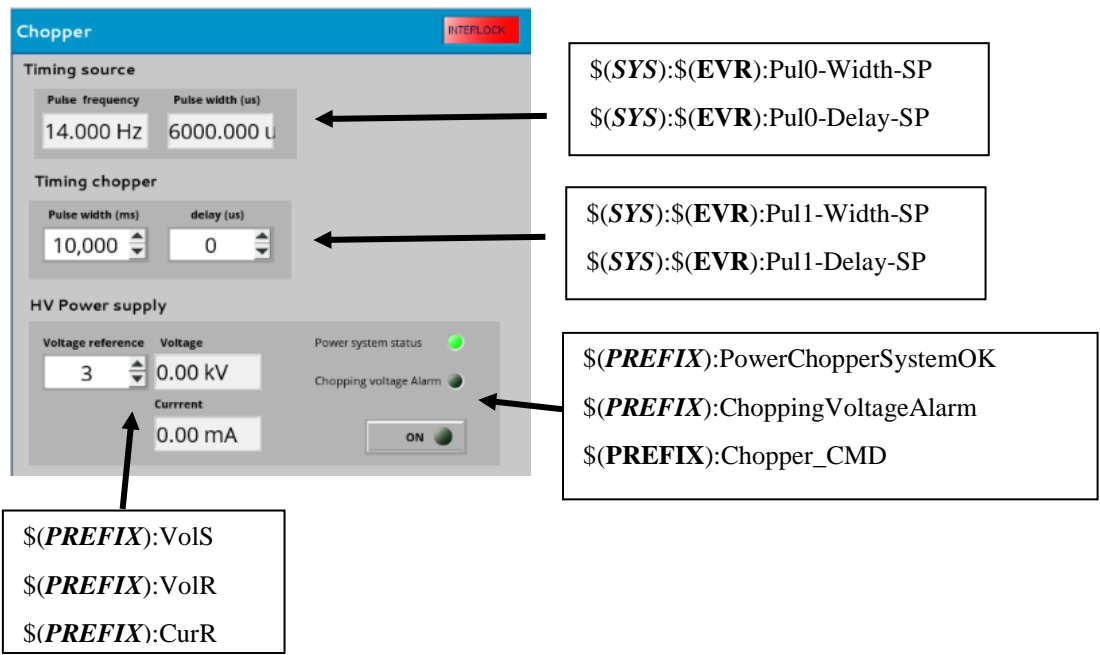 Chopper
INTERLOCK
Timing source
Pulse frequency Pulse width (us)
14.000 Hz 6000.000 u
Timing chopper
Pulse width (ms) delay (us)
10,000 0
HV Power supply
Voltage reference Voltage
3 0.00 kV
Currrent
0.00 mA
Power system status
Chopping voltage Alarm
ON
$(SYS):$(EVR):Pul0-Width-SP
$(SYS):$(EVR):Pul0-Delay-SP
$(SYS):$(EVR):Pul1-Width-SP
$(SYS):$(EVR):Pul1-Delay-SP
$(PREFIX):PowerChopperSystemOK
$(PREFIX):ChoppingVoltageAlarm
$(PREFIX):Chopper_CMD
$(PREFIX):VolS
$(PREFIX):VolR
$(PREFIX):CurR